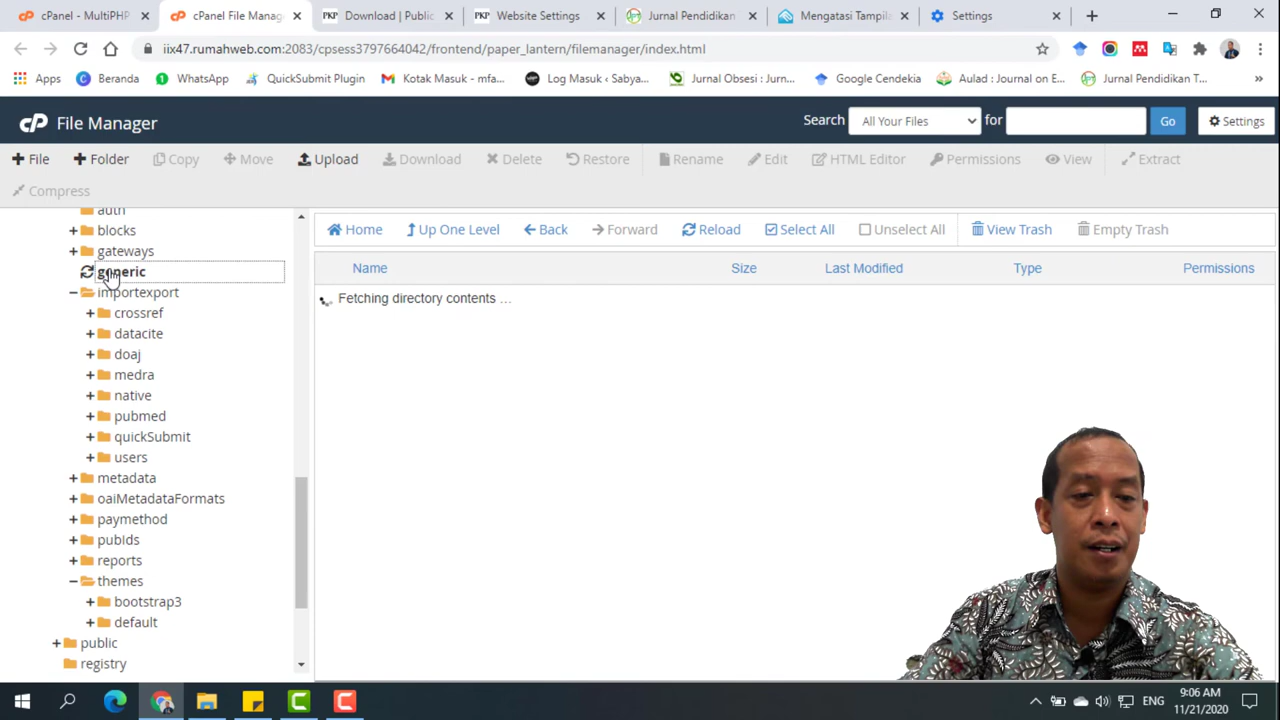 cPanel - MultiPHP
cPanel File Manag
Download | Public
Website Settings
Jurnal Pendidikan
Mengatasi Tampila
Settings
iix47.rumahweb.com:2083/cpsess3797664042/frontend/paper_lantern/filemanager/index.html
Apps
Beranda
WhatsApp
QuickSubmit Plugin
Kotak Masuk - mfa...
Log Masuk ‹ Sabya...
Jurnal Obsesi : Jurn...
Google Cendekia
Aulad : Journal on E...
Jurnal Pendidikan T...
cP File Manager
Search
All Your Files
for
Go
Settings
File
Folder
Copy
Move
Upload
Download
Delete
Restore
Rename
Edit
HTML Editor
Permissions
View
Extract
Compress
auth
blocks
gateways
generic
importexport
crossref
datacite
doaj
medra
native
pubmed
quickSubmit
users
metadata
oaiMetadataFormats
paymethod
pubIds
reports
themes
bootstrap3
default
public
registry
Home
Up One Level
Back
Forward
Reload
Select All
Unselect All
View Trash
Empty Trash
Name
Size
Last Modified
Type
Permissions
Fetching directory contents ...
ENG
9:06 AM
11/21/2020